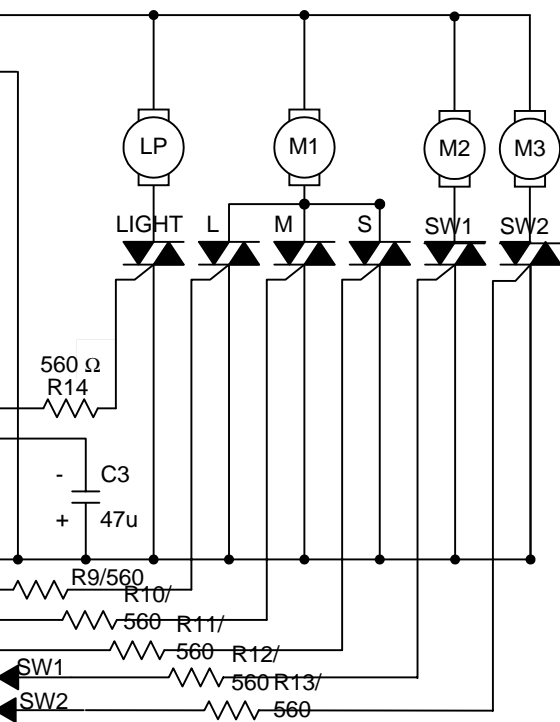 LP
M1
M2
M3
LIGHT
L
M
S
SW1
SW2
560 Ω
R14
-
C3
+
47u
R9/560
R10/
560
R11/
560
R12/
560
R13/
560
SW1
SW2